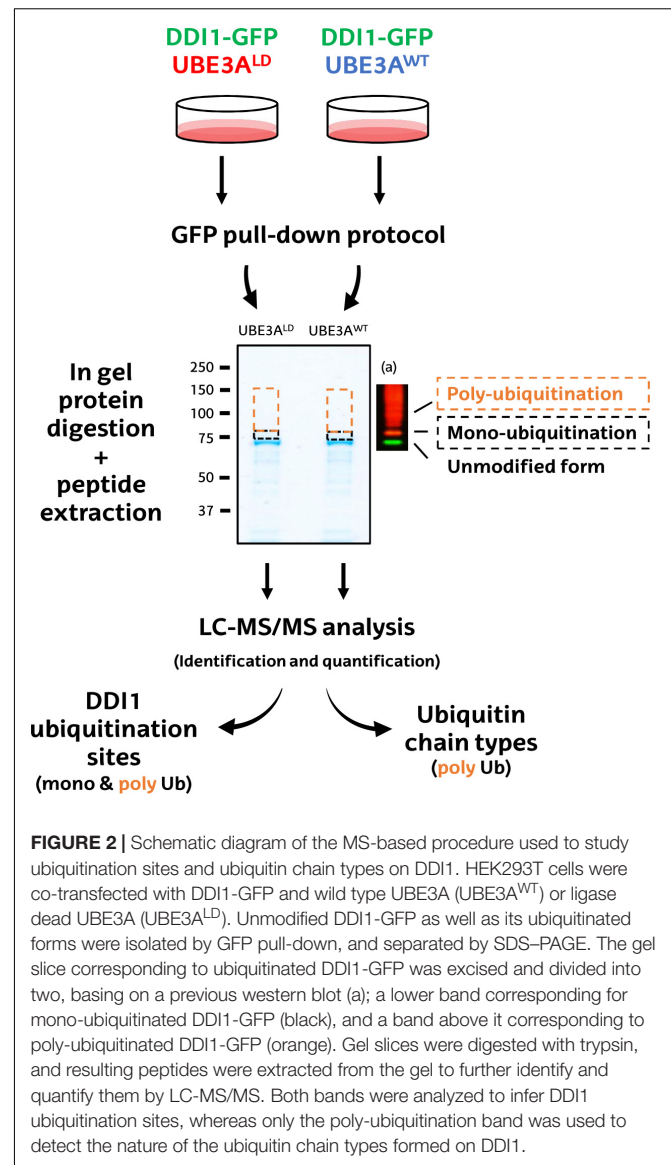 DDI1-GFP DDI1-GFP
UBE3ALD UBE3AWT
GFP pull-down protocol
UBE3ALD UBE3AWT
In gel
protein
digestion
+
peptide
extraction
250
150
100
75
50
37
(a)
Poly-ubiquitination
Mono-ubiquitination
Unmodified form
LC-MS/MS analysis
(Identification and quantification)
DDI1
ubiquitination
sites
(mono & poly Ub)
Ubiquitin
chain types
(poly Ub)
FIGURE 2 | Schematic diagram of the MS-based procedure used to study
ubiquitination sites and ubiquitin chain types on DDI1. HEK293T cells were
co-transfected with DDI1-GFP and wild type UBE3A (UBE3AWT) or ligase
dead UBE3A (UBE3ALD). Unmodified DDI1-GFP as well as its ubiquitinated
forms were isolated by GFP pull-down, and separated by SDS–PAGE. The gel
slice corresponding to ubiquitinated DDI1-GFP was excised and divided into
two, basing on a previous western blot (a); a lower band corresponding for
mono-ubiquitinated DDI1-GFP (black), and a band above it corresponding to
poly-ubiquitinated DDI1-GFP (orange). Gel slices were digested with trypsin,
and resulting peptides were extracted from the gel to further identify and
quantify them by LC-MS/MS. Both bands were analyzed to infer DDI1
ubiquitination sites, whereas only the poly-ubiquitination band was used to
detect the nature of the ubiquitin chain types formed on DDI1.